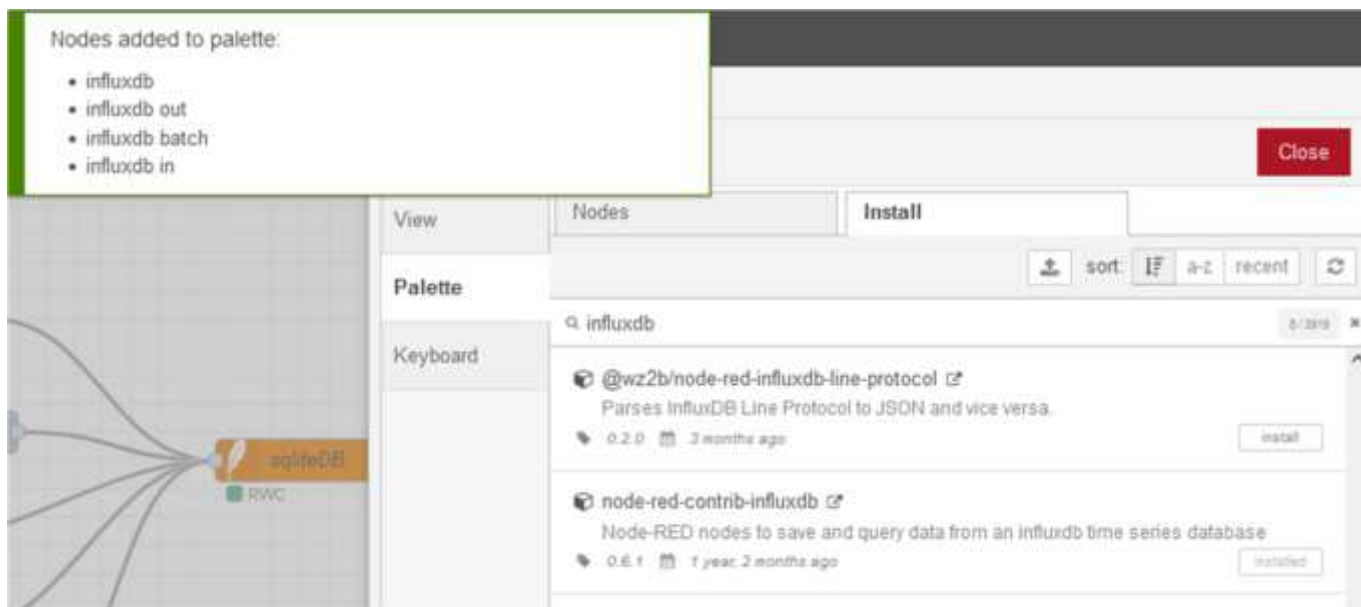 Nodes added to palette:
• influxdb
• influxdb out
• influxdb batch
• influxdb in
Close
View
Nodes
Install
sort:
a-z
recent
Palette
influxdb
Keyboard
@wz2b/node-red-influxdb-line-protocol
Parses InfluxDB Line Protocol to JSON and vice versa.
0.2.0
3 months ago
install
sqliteDB
RWC
node-red-contrib-influxdb
Node-RED nodes to save and query data from an influxdb time series database
0.6.1
1 year, 2 months ago
installed